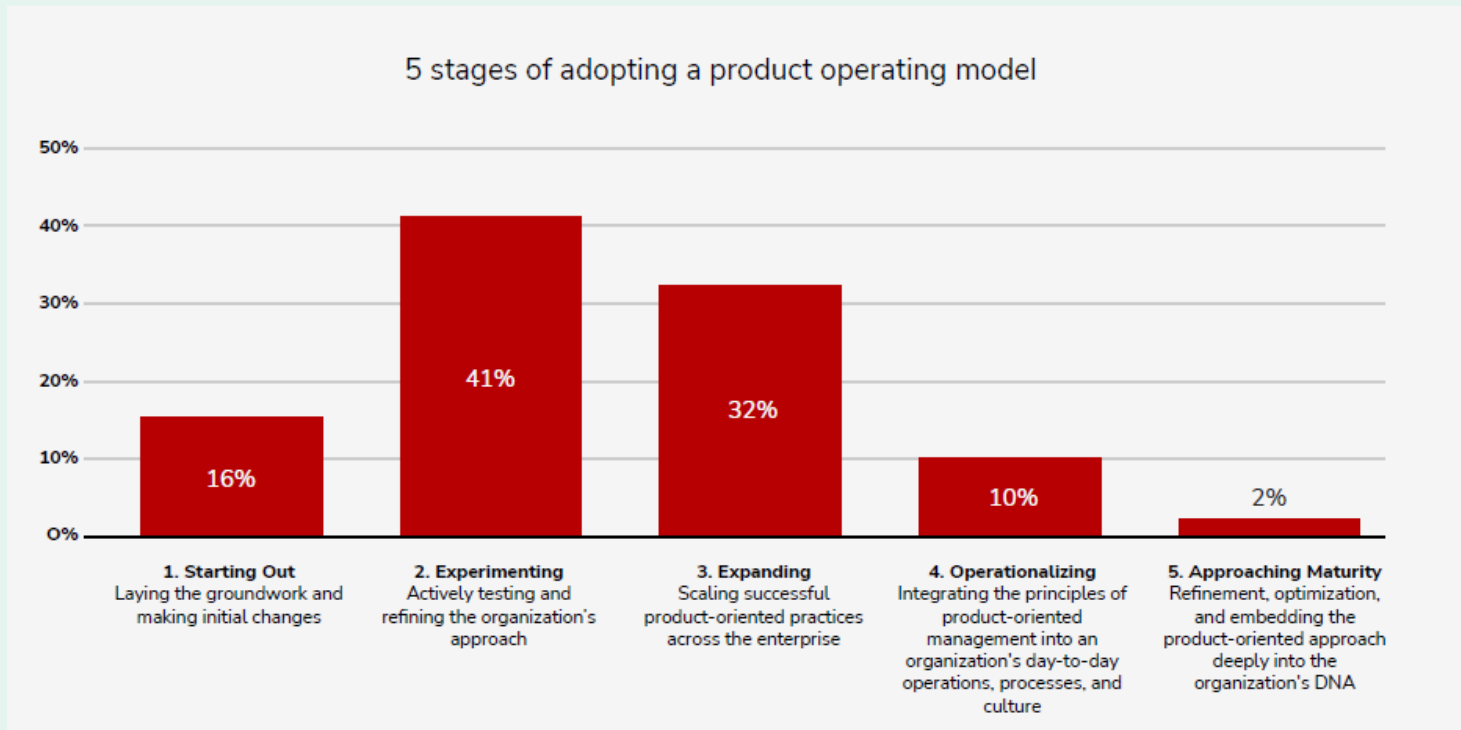 5 stages of adopting a product operating model
50%
40%
30%
20%
10%
0%
16%
41%
32%
10%
2%
1. Starting Out
Laying the groundwork and
making initial changes
2. Experimenting
Actively testing and
refining the organization's
approach
3. Expanding
Scaling successful
product-oriented practices
across the enterprise
4. Operationalizing
Integrating the principles of
product-oriented
management into an
organization's day-to-day
operations, processes, and
culture
5. Approaching Maturity
Refinement, optimization,
and embedding the
product-oriented approach
deeply into the
organization's DNA